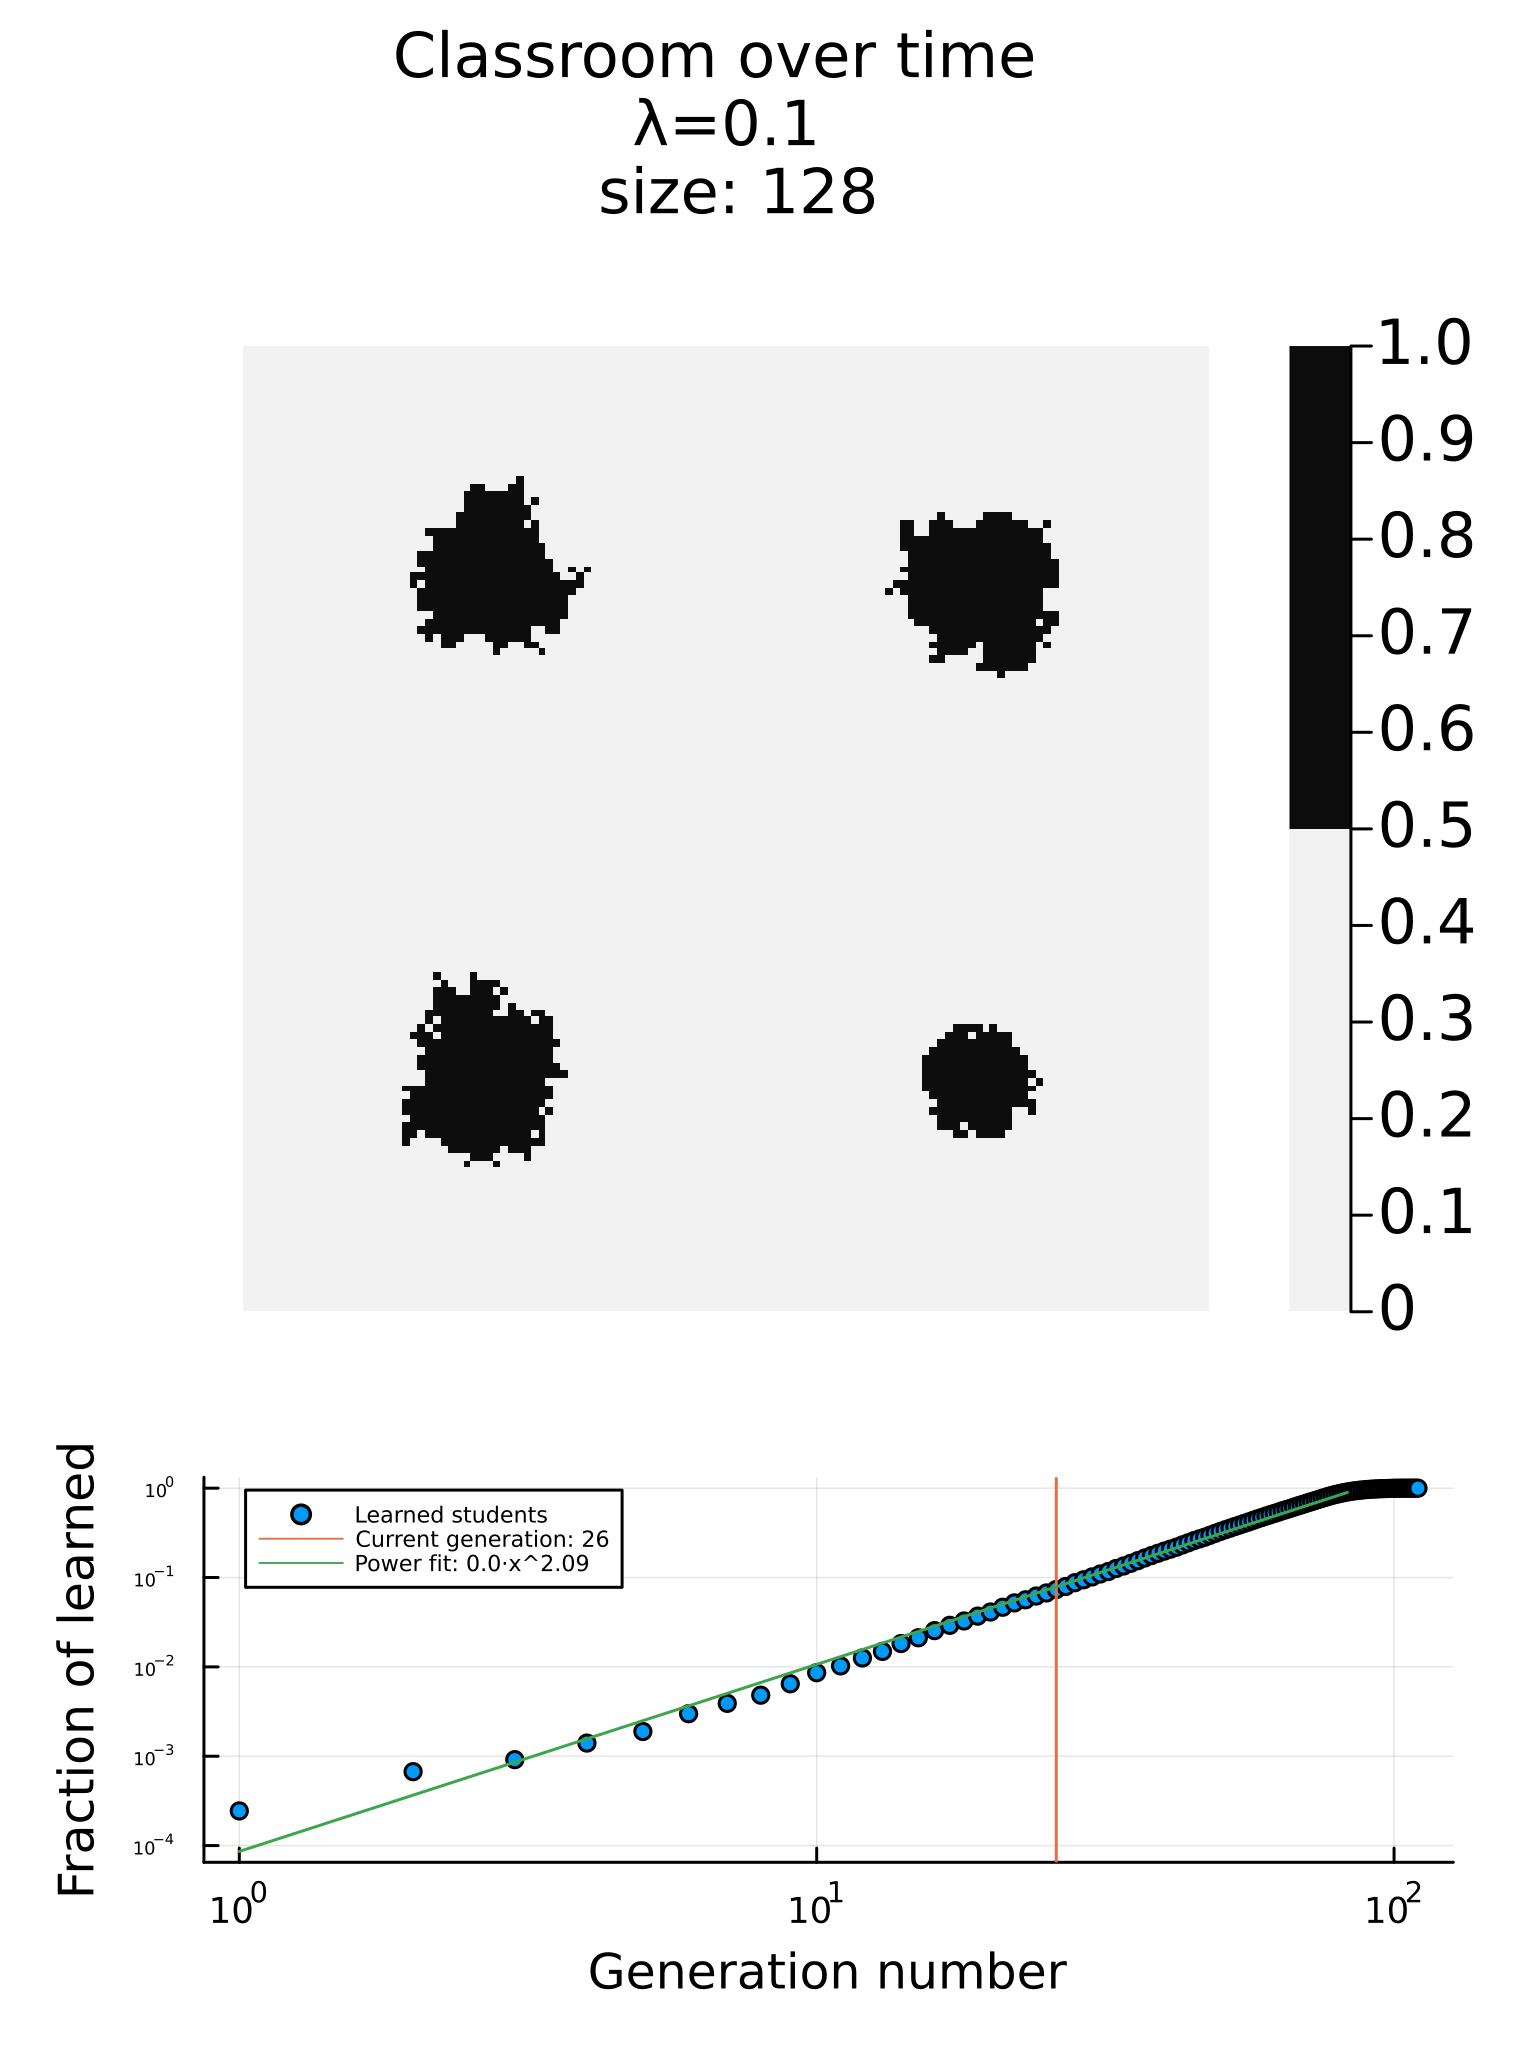 Classroom over time
λ=0.1
size: 128
1.0
0.9
0.8
0.7
0.6
0.5
0.4
0.3
0.2
0.1
0
Fraction of learned
10^0
10^-1
10^-2
10^-3
10^-4
Learned students
Current generation: 26
Power fit: 0.0·x^2.09
10^0 10^1 10^2
Generation number